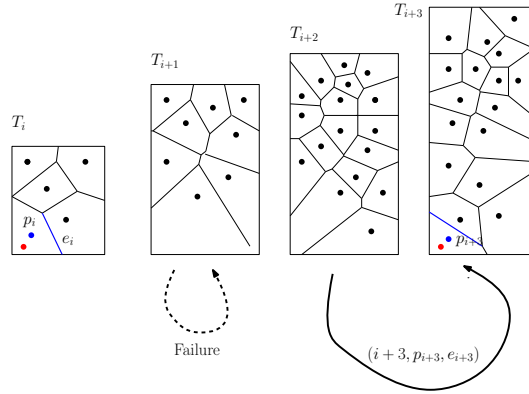 T_{i+3}
T_{i+2}
T_{i+1}
T_i
p_i
e_i
p_{i+3}
Failure
(i + 3, p_{i+3}, e_{i+3})